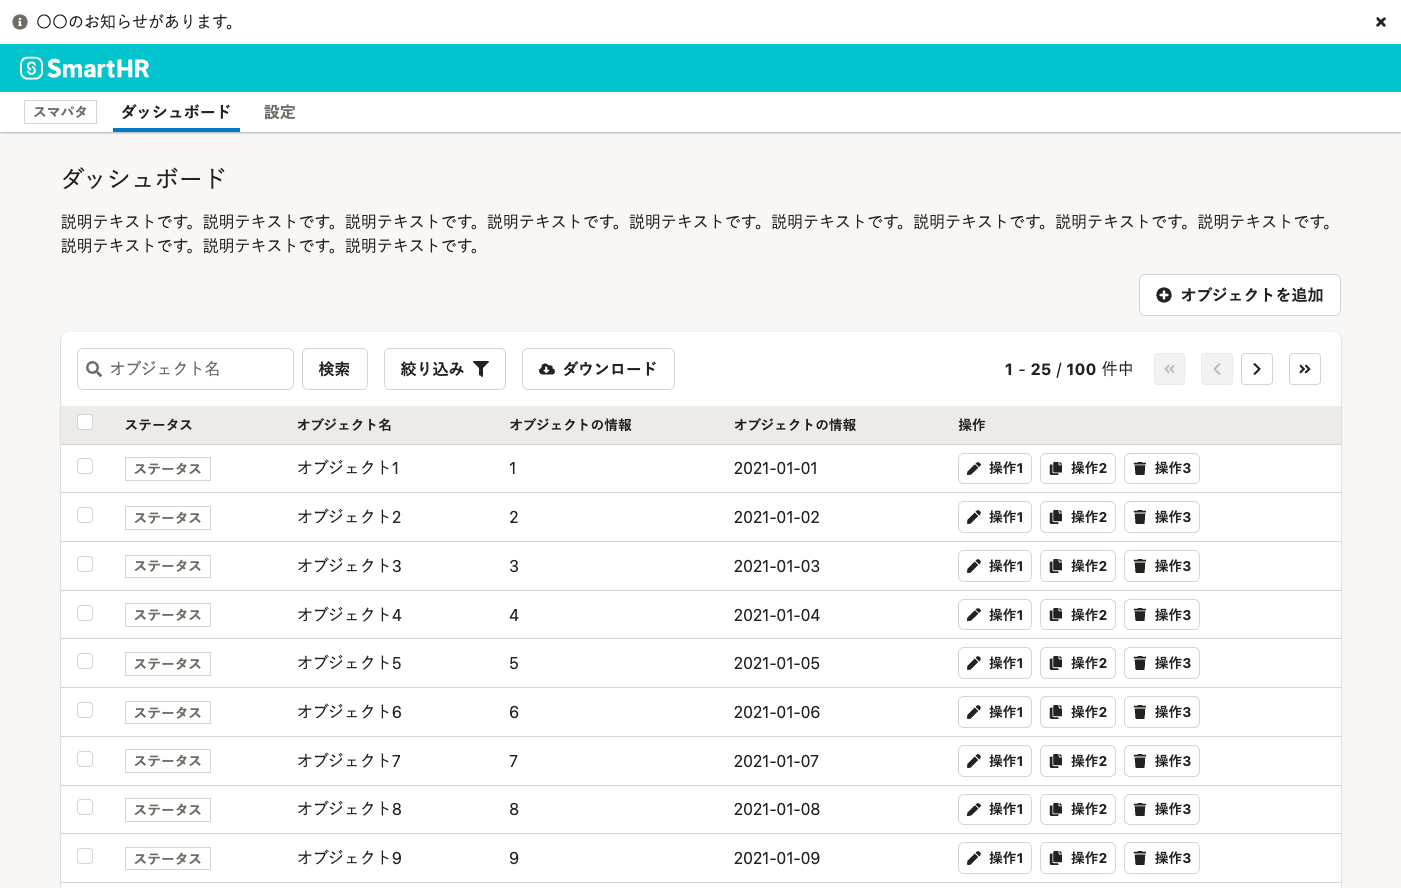 〇〇のお知らせがあります。
SmartHR
スマパタ ダッシュボード 設定
ダッシュボード
説明テキストです。説明テキストです。説明テキストです。説明テキストです。説明テキストです。説明テキストです。説明テキストです。説明テキストです。説明テキストです。
説明テキストです。説明テキストです。説明テキストです。
オブジェクトを追加
オブジェクト名 検索 絞り込み ダウンロード 1 - 25 / 100 件中
ステータス オブジェクト名 オブジェクトの情報 オブジェクトの情報 操作
ステータス オブジェクト1 1 2021-01-01 操作1 操作2 操作3
ステータス オブジェクト2 2 2021-01-02 操作1 操作2 操作3
ステータス オブジェクト3 3 2021-01-03 操作1 操作2 操作3
ステータス オブジェクト4 4 2021-01-04 操作1 操作2 操作3
ステータス オブジェクト5 5 2021-01-05 操作1 操作2 操作3
ステータス オブジェクト6 6 2021-01-06 操作1 操作2 操作3
ステータス オブジェクト7 7 2021-01-07 操作1 操作2 操作3
ステータス オブジェクト8 8 2021-01-08 操作1 操作2 操作3
ステータス オブジェクト9 9 2021-01-09 操作1 操作2 操作3